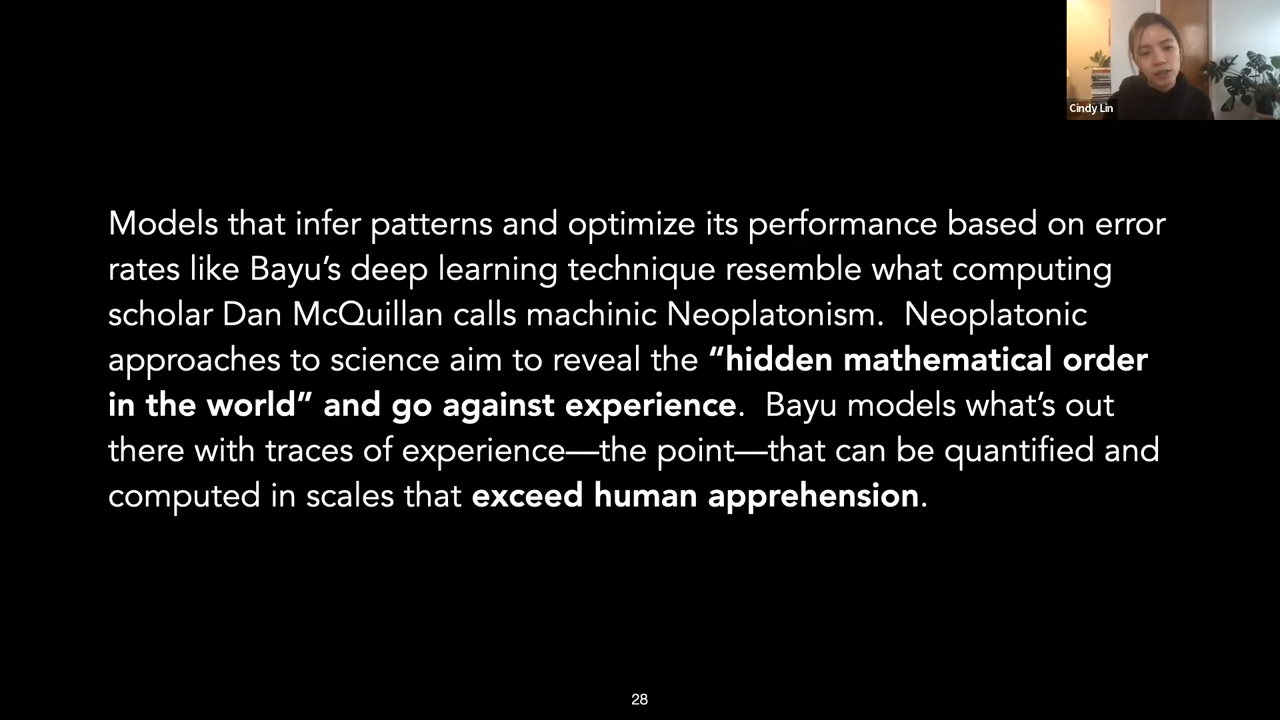 Cindy Lin
Models that infer patterns and optimize its performance based on error
rates like Bayu’s deep learning technique resemble what computing
scholar Dan McQuillan calls machinic Neoplatonism.  Neoplatonic
approaches to science aim to reveal the “hidden mathematical order
in the world” and go against experience.  Bayu models what’s out
there with traces of experience—the point—that can be quantified and
computed in scales that exceed human apprehension.
28